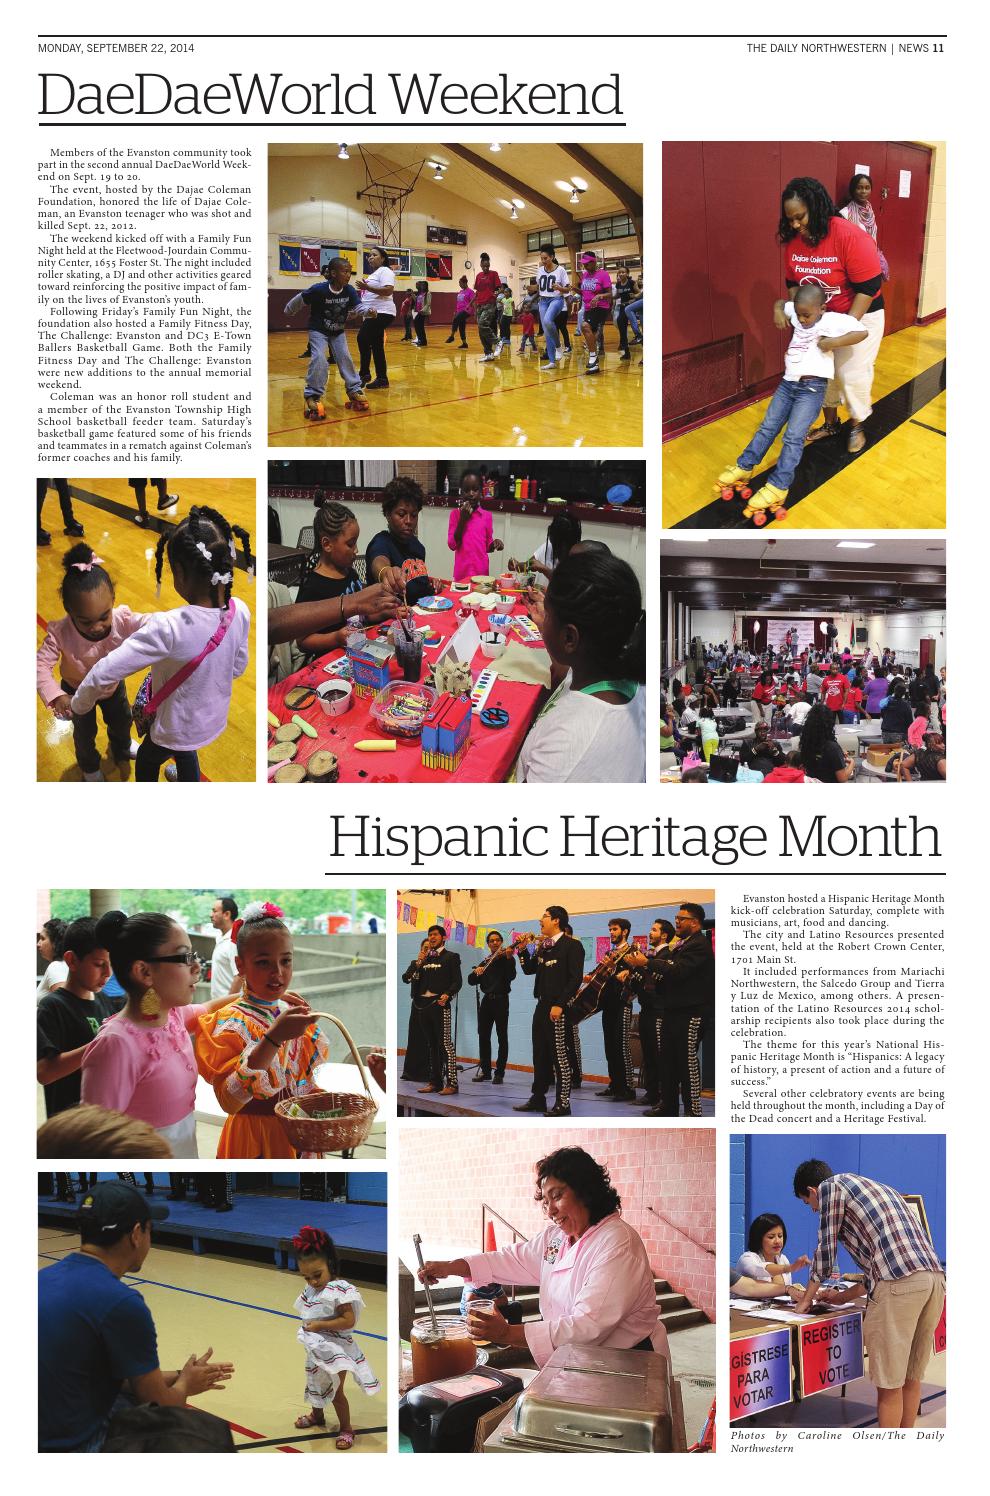 MONDAY, SEPTEMBER 22, 2014
THE DAILY NORTHWESTERN | NEWS 11
DaeDaeWorld Weekend
Members of the Evanston community took
part in the second annual DaeDaeWorld Week-
end on Sept. 19 to 20.
The event, hosted by the Dajae Coleman
Foundation, honored the life of Dajae Cole-
man, an Evanston teenager who was shot and
killed Sept. 22, 2012.
The weekend kicked off with a Family Fun
Night held at the Fleetwood-Jourdain Commu-
nity Center, 1655 Foster St. The night included
roller skating, a DJ and other activities geared
toward reinforcing the positive impact of fam-
ily on the lives of Evanston's youth.
Following Friday's Family Fun Night, the
foundation also hosted a Family Fitness Day,
The Challenge: Evanston and DC3 E-Town
Ballers Basketball Game. Both the Family
Fitness Day and The Challenge: Evanston
were new additions to the annual memorial
weekend.
Coleman was an honor roll student and
a member of the Evanston Township High
School basketball feeder team. Saturday's
basketball game featured some of his friends
and teammates in a rematch against Coleman's
former coaches and his family.
Dajae Coleman
Foundation
Hispanic Heritage Month
Evanston hosted a Hispanic Heritage Month
kick-off celebration Saturday, complete with
musicians, art, food and dancing.
The city and Latino Resources presented
the event, held at the Robert Crown Center,
1701 Main St.
It included performances from Mariachi
Northwestern, the Salcedo Group and Tierra
y Luz de Mexico, among others. A presen-
tation of the Latino Resources 2014 schol-
arship recipients also took place during the
celebration.
The theme for this year's National His-
panic Heritage Month is “Hispanics: A legacy
of history, a present of action and a future of
success.”
Several other celebratory events are being
held throughout the month, including a Day of
the Dead concert and a Heritage Festival.
GÍSTRESE
PARA
VOTAR
REGISTER
TO
VOTE
Photos by Caroline Olsen/The Daily
Northwestern